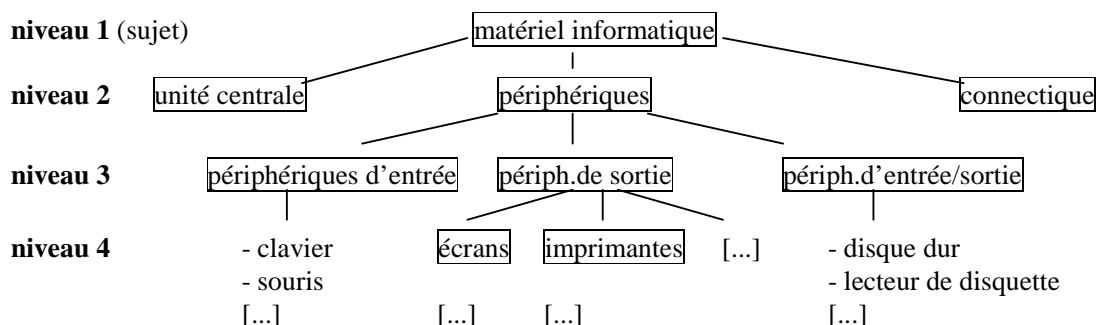 niveau 1 (sujet) matériel informatique
niveau 2 unité centrale périphériques connectique
niveau 3 périphériques d'entrée périph.de sortie périph.d'entrée/sortie
niveau 4 - clavier écrans imprimantes [...] - disque dur
- souris - lecteur de disquette
[...] [...] [...] [...]